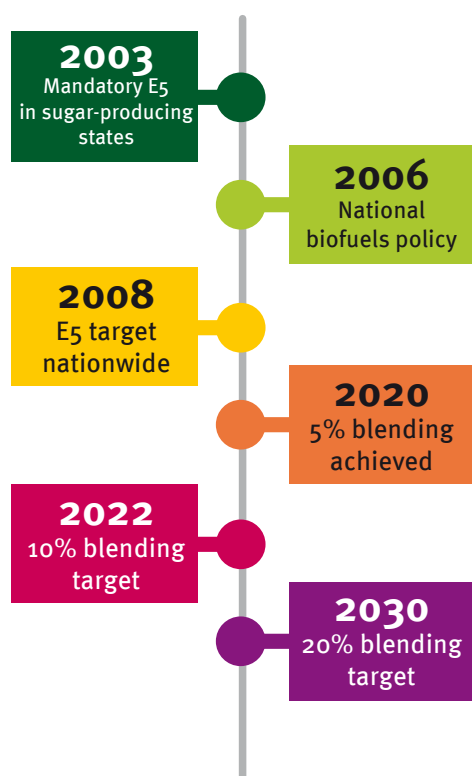 2003
Mandatory E5
in sugar-producing
states
2006
National
biofuels policy
2008
E5 target
nationwide
2020
5% blending
achieved
2022
10% blending
target
2030
20% blending
target